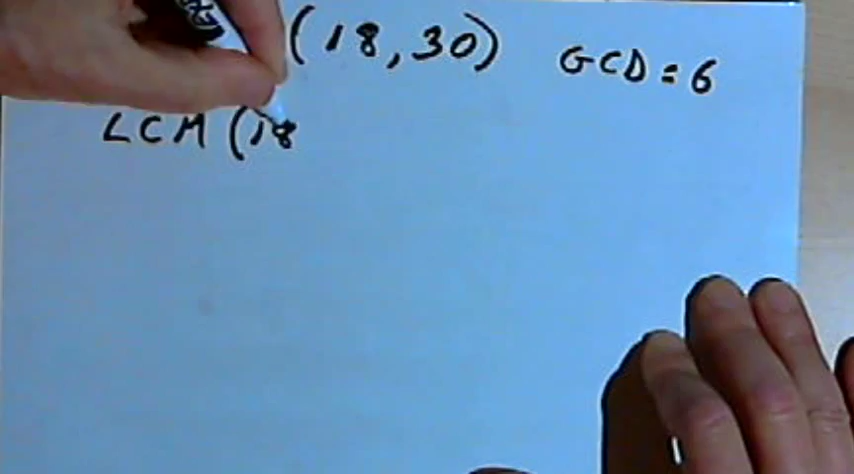 (18, 30) GCD = 6
LCM (18